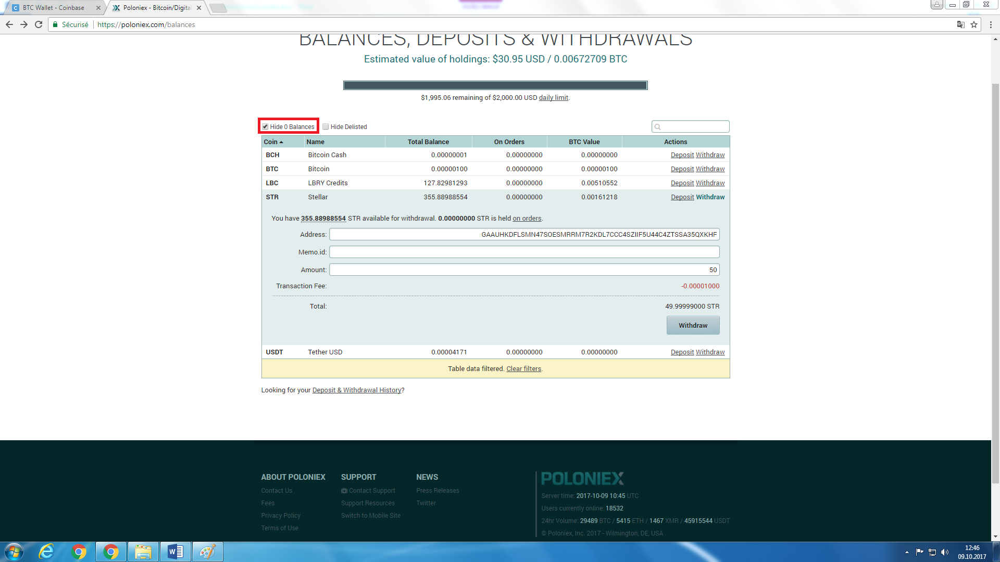 BTC Wallet - Coinbase
Poloniex - Bitcoin/Digita
Sécurisé
https://poloniex.com/balances
BALANCES, DEPOSITS & WITHDRAWALS
Estimated value of holdings: $30.95 USD / 0.00672709 BTC
$1,995.06 remaining of $2,000.00 USD daily limit.
Hide 0 Balances Hide Delisted
Coin Name Total Balance On Orders BTC Value Actions
BCH Bitcoin Cash 0.00000001 0.00000000 0.00000000 Deposit Withdraw
BTC Bitcoin 0.00000100 0.00000000 0.00000100 Deposit Withdraw
LBC LBRY Credits 127.82981293 0.00000000 0.00510552 Deposit Withdraw
STR Stellar 355.88988554 0.00000000 0.00161218 Deposit Withdraw
You have 355.88988554 STR available for withdrawal. 0.00000000 STR is held on orders.
Address: GAAUHKDFLSMN47SOESMRRM7R2KDL7CCC4SZIIF5U44C4ZTSSA35QXKHF
Memo.id:
Amount: 50
Transaction Fee: -0.00001000
Total: 49.99999000 STR
Withdraw
USDT Tether USD 0.00004171 0.00000000 0.00000000 Deposit Withdraw
Table data filtered. Clear filters.
Looking for your Deposit & Withdrawal History?
ABOUT POLONIEX
Contact Us
Fees
Privacy Policy
Terms of Use
SUPPORT
Contact Support
Support Resources
Switch to Mobile Site
NEWS
Press Releases
Twitter
POLONIEX
Server time: 2017-10-09 10:45 UTC
Users currently online: 18532
24hr Volume: 29489 BTC / 5415 ETH / 1467 XMR / 45915544 USDT
© Poloniex, Inc. 2017 - Wilmington, DE, USA
12:46
09.10.2017